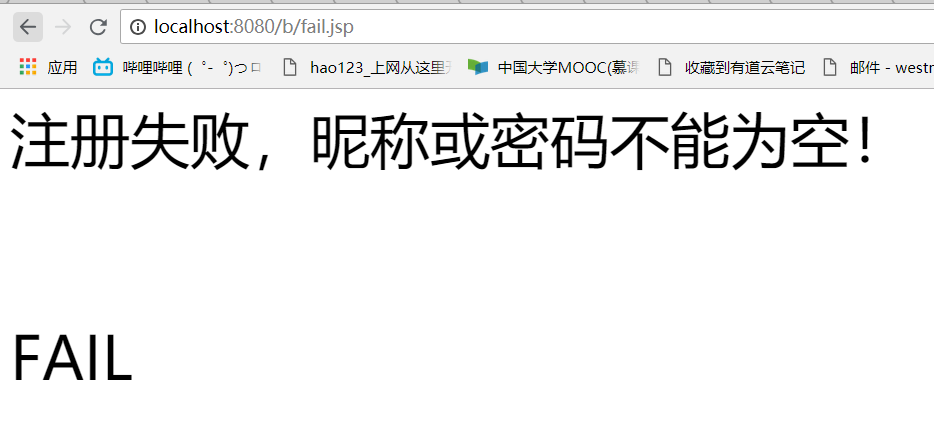 localhost:8080/b/fail.jsp
应用 哔哩哔哩 ( ゜- ゜)つロ hao123_上网从这里 中国大学MOOC(慕课 收藏到有道云笔记 邮件 - westr
注册失败，昵称或密码不能为空！
FAIL